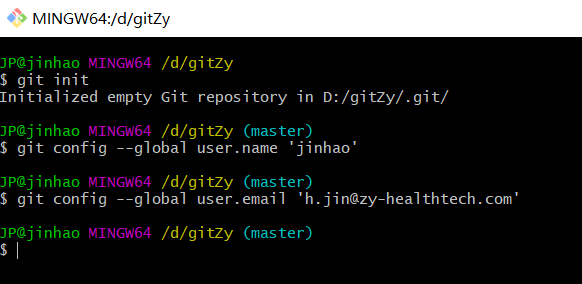 MINGW64:/d/gitZy
JP@jinhao MINGW64 /d/gitZy
$ git init
Initialized empty Git repository in D:/gitZy/.git/
JP@jinhao MINGW64 /d/gitZy (master)
$ git config --global user.name 'jinhao'
JP@jinhao MINGW64 /d/gitZy (master)
$ git config --global user.email 'h.jin@zy-healthtech.com'
JP@jinhao MINGW64 /d/gitZy (master)
$